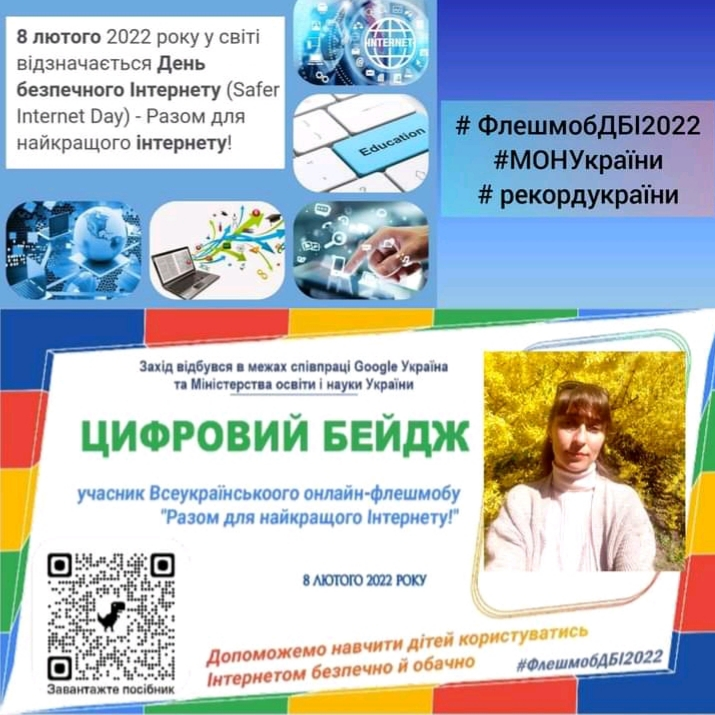 8 лютого 2022 року у світі
відзначається День
безпечного Інтернету (Safer
Internet Day) - Разом для
найкращого інтернету!
INTERNET
Education
# ФлешмобДБІ2022
#МОНУкраїни
# рекордукраїни
Захід відбувся в межах співпраці Google Україна
та Міністерства освіти і науки України
ЦИФРОВИЙ БЕЙДЖ
учасник Всеукраїнськоого онлайн-флешмобу
"Разом для найкращого Інтернету!"
8 ЛЮТОГО 2022 РОКУ
Допоможемо навчити дітей користуватись
Інтернетом безпечно й обачно
#ФлешмобДБІ2022
Завантажте посібник